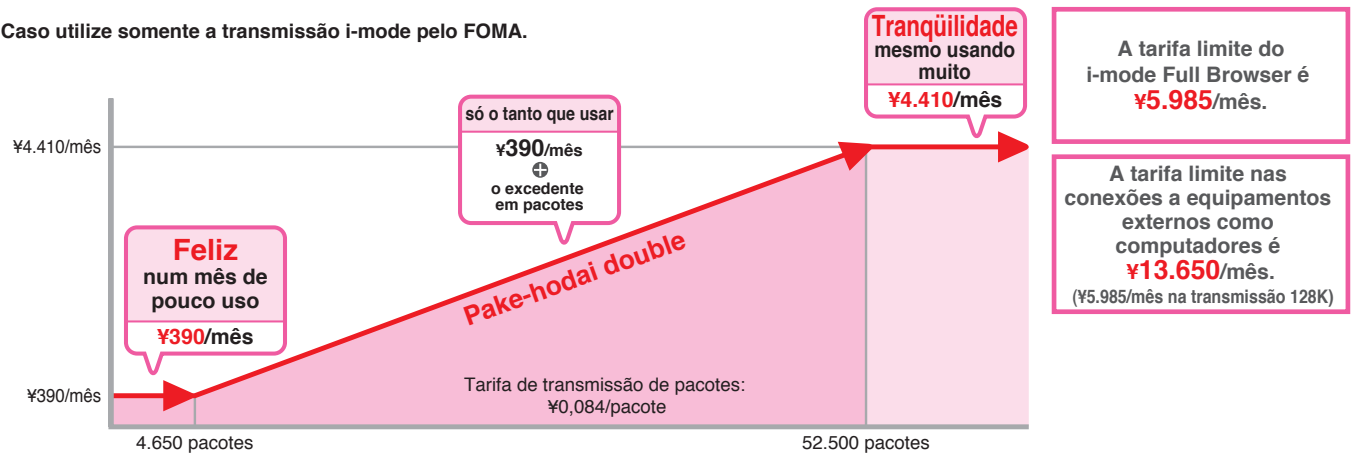 Caso utilize somente a transmissão i-mode pelo FOMA.
Tranqüilidade
mesmo usando
muito
¥4.410/mês
A tarifa limite do
i-mode Full Browser é
¥5.985/mês.
só o tanto que usar
¥390/mês
+
o excedente
em pacotes
¥4.410/mês
A tarifa limite nas
conexões a equipamentos
externos como
computadores é
¥13.650/mês.
(¥5.985/mês na transmissão 128K)
Feliz
num mês de
pouco uso
¥390/mês
Pake-hodai double
¥390/mês
Tarifa de transmissão de pacotes:
¥0,084/pacote
4.650 pacotes
52.500 pacotes